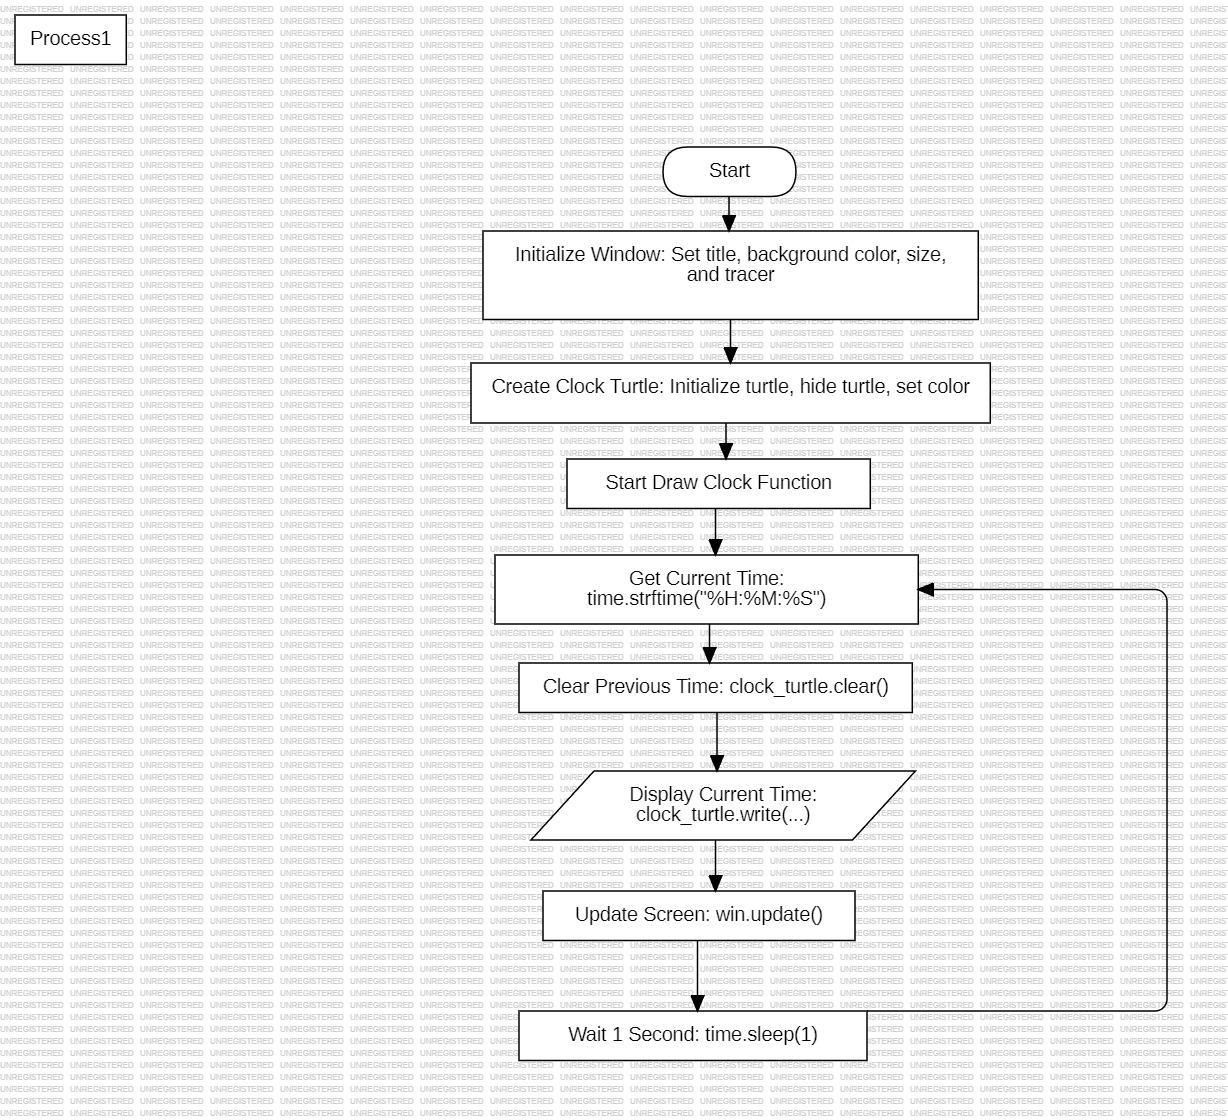 Process1
Start
Initialize Window: Set title, background color, size,
and tracer
Create Clock Turtle: Initialize turtle, hide turtle, set color
Start Draw Clock Function
Get Current Time:
time.strftime("%H:%M:%S")
Clear Previous Time: clock_turtle.clear()
Display Current Time:
clock_turtle.write(...)
Update Screen: win.update()
Wait 1 Second: time.sleep(1)
UNREGISTERED